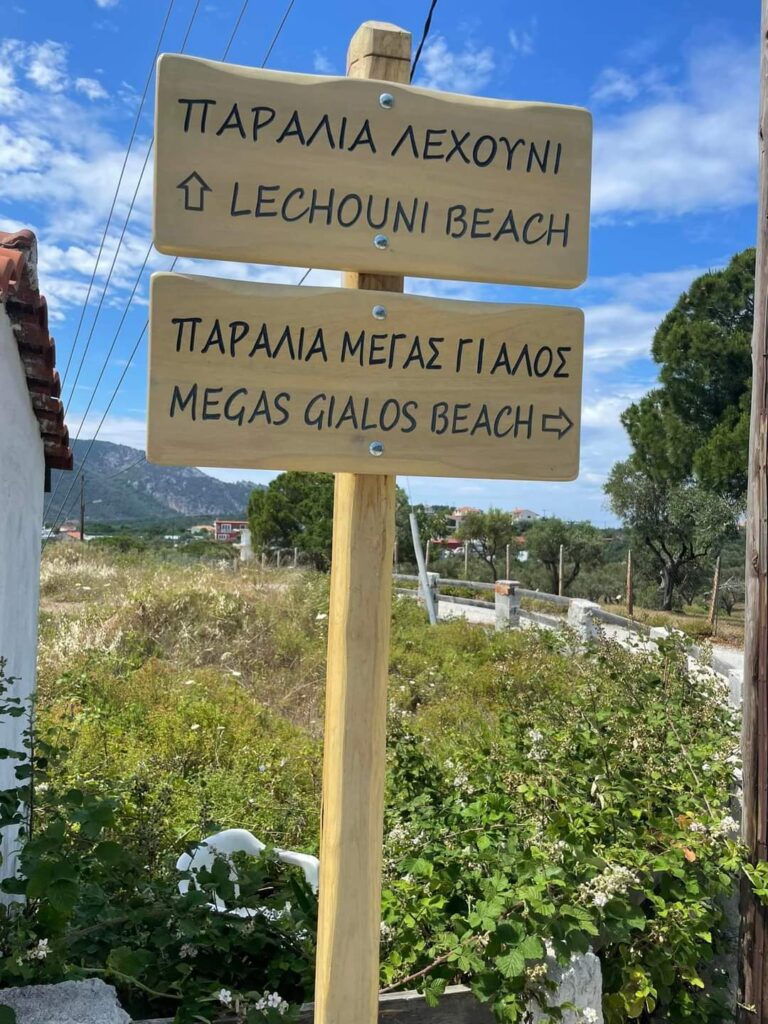 ΠΑΡΑΛΙΑ ΛΕΧΟΥΝΙ
LECHOUNI BEACH
ΠΑΡΑΛΙΑ ΜΕΓΑΣ ΓΙΑΛΟΣ
MEGAS GIALOS BEACH